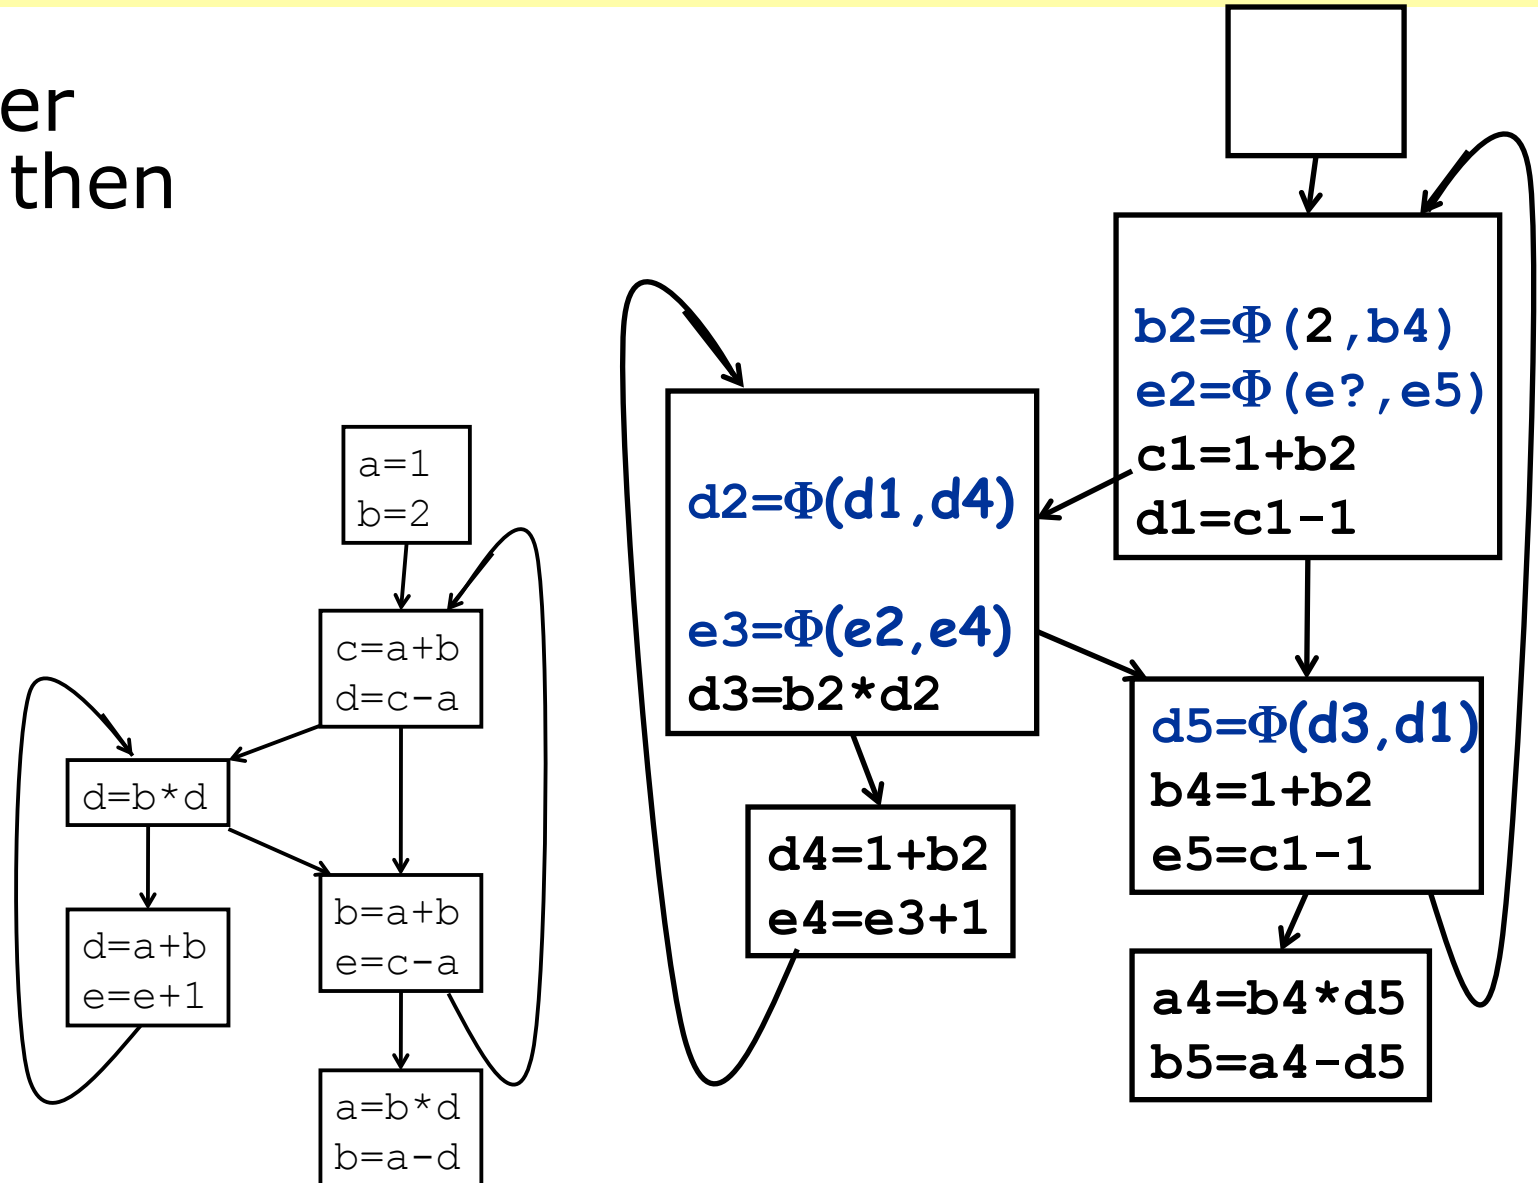 er
then
a=1
b=2
c=a+b
d=c-a
d=b*d
d=a+b
e=e+1
b=a+b
e=c-a
a=b*d
b=a-d
b2=Φ(2,b4)
e2=Φ(e?,e5)
c1=1+b2
d1=c1-1
d2=Φ(d1,d4)
e3=Φ(e2,e4)
d3=b2*d2
d4=1+b2
e4=e3+1
d5=Φ(d3,d1)
b4=1+b2
e5=c1-1
a4=b4*d5
b5=a4-d5